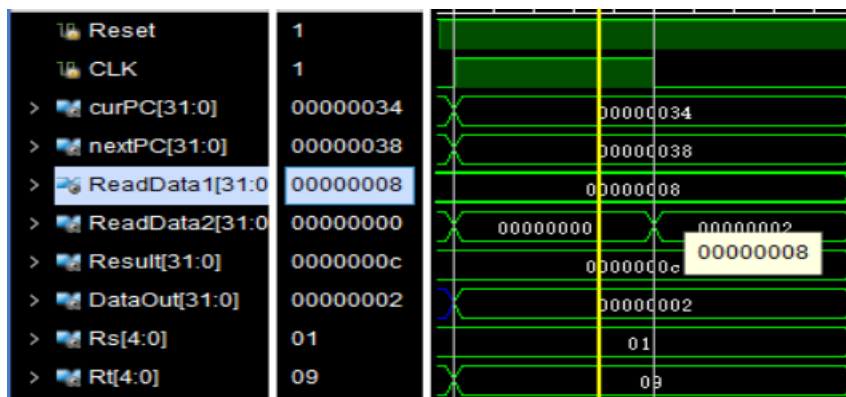 Reset 1
CLK 1
> curPC[31:0] 00000034 00000034
> nextPC[31:0] 00000038 00000038
> ReadData1[31:0 00000008 00000008
> ReadData2[31:0 00000000 00000000 00000002
> Result[31:0] 0000000c 0000000c
00000008
> DataOut[31:0] 00000002 00000002
> Rs[4:0] 01 01
> Rt[4:0] 09 09